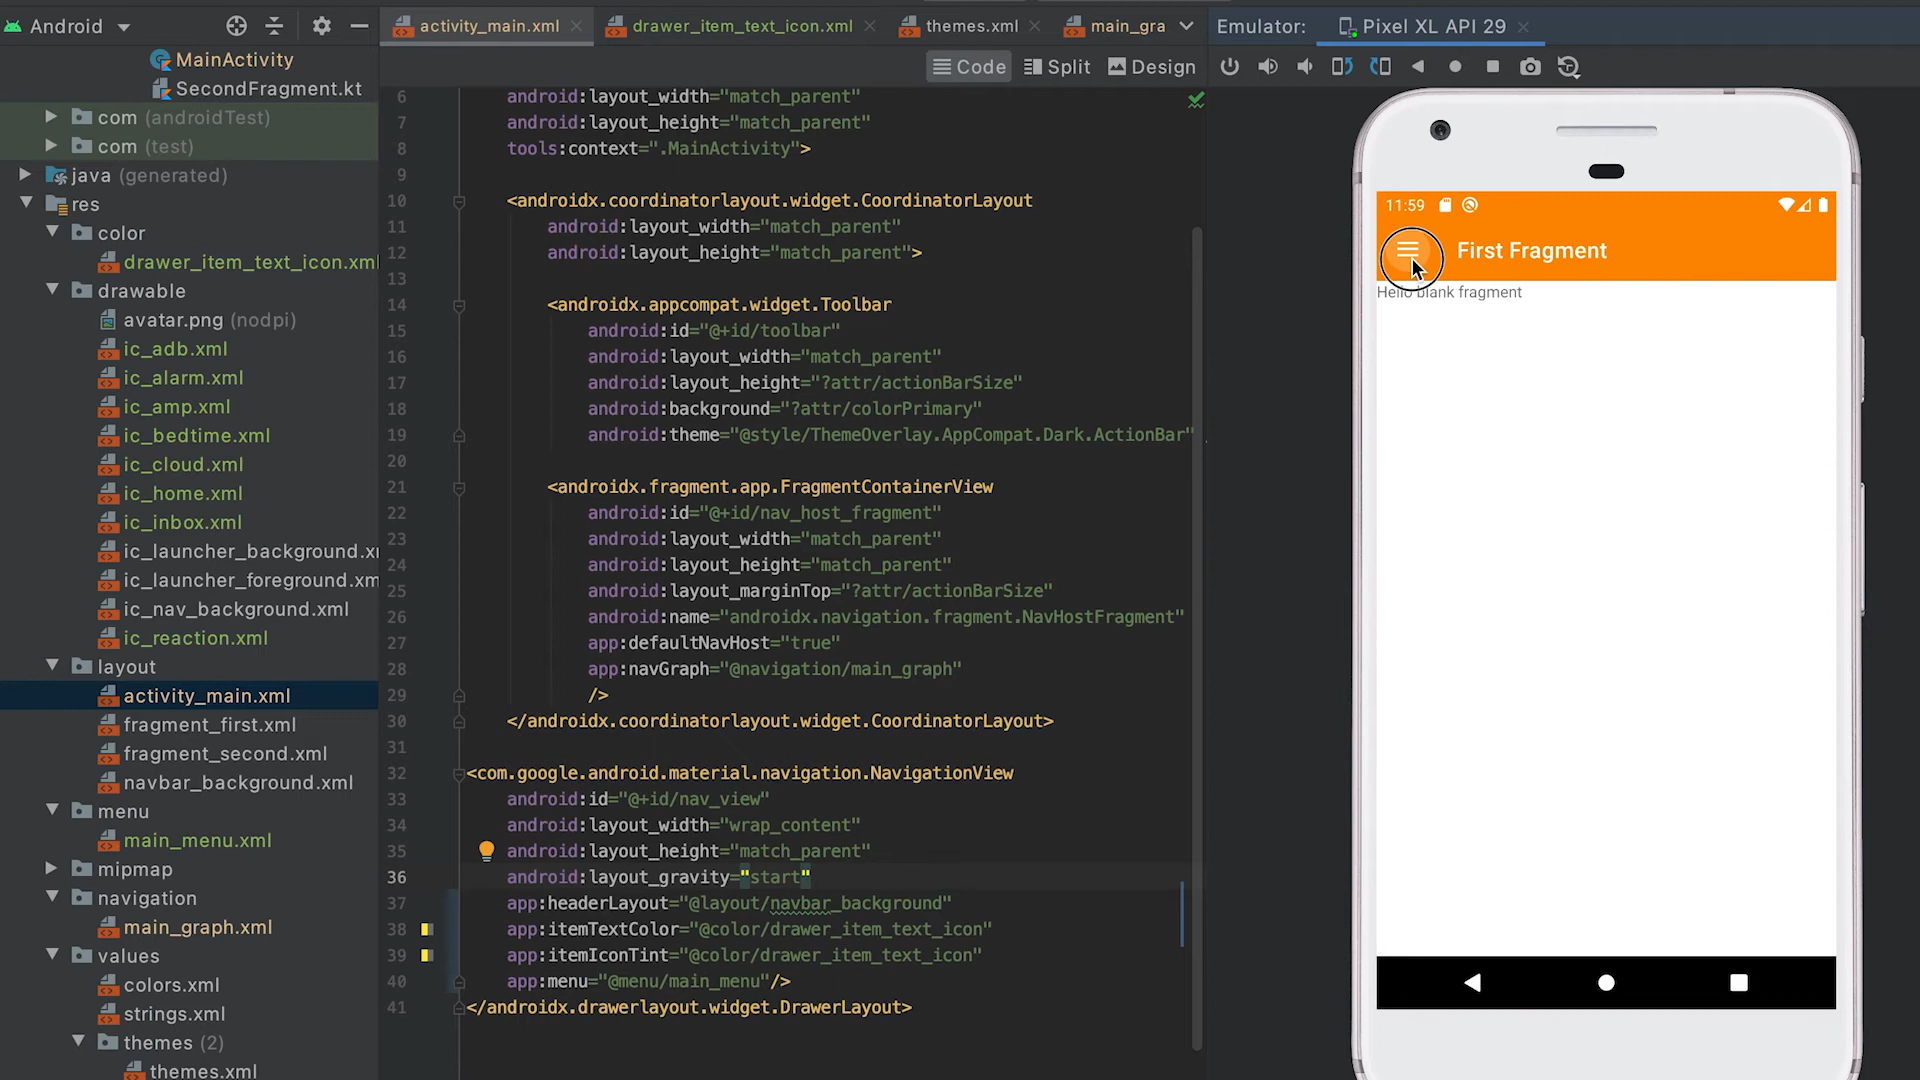 Android
activity_main.xml
drawer_item_text_icon.xml
themes.xml
main_gra
Emulator:
Pixel XL API 29
Code
Split
Design
MainActivity
SecondFragment.kt
com (androidTest)
com (test)
java (generated)
res
color
drawer_item_text_icon.xml
drawable
avatar.png (nodpi)
ic_adb.xml
ic_alarm.xml
ic_amp.xml
ic_bedtime.xml
ic_cloud.xml
ic_home.xml
ic_inbox.xml
ic_launcher_background.xm
ic_launcher_foreground.xm
ic_nav_background.xml
ic_reaction.xml
layout
activity_main.xml
fragment_first.xml
fragment_second.xml
navbar_background.xml
menu
main_menu.xml
mipmap
navigation
main_graph.xml
values
colors.xml
strings.xml
themes (2)
themes.xml
6 android:layout_width="match_parent"
7 android:layout_height="match_parent"
8 tools:context=".MainActivity">
9
10 <androidx.coordinatorlayout.widget.CoordinatorLayout
11 android:layout_width="match_parent"
12 android:layout_height="match_parent">
13
14 <androidx.appcompat.widget.Toolbar
15 android:id="@+id/toolbar"
16 android:layout_width="match_parent"
17 android:layout_height="?attr/actionBarSize"
18 android:background="?attr/colorPrimary"
19 android:theme="@style/ThemeOverlay.AppCompat.Dark.ActionBar"
20
21 <androidx.fragment.app.FragmentContainerView
22 android:id="@+id/nav_host_fragment"
23 android:layout_width="match_parent"
24 android:layout_height="match_parent"
25 android:layout_marginTop="?attr/actionBarSize"
26 android:name="androidx.navigation.fragment.NavHostFragment"
27 app:defaultNavHost="true"
28 app:navGraph="@navigation/main_graph"
29 />
30 </androidx.coordinatorlayout.widget.CoordinatorLayout>
31
32 <com.google.android.material.navigation.NavigationView
33 android:id="@+id/nav_view"
34 android:layout_width="wrap_content"
35 android:layout_height="match_parent"
36 android:layout_gravity="start"
37 app:headerLayout="@layout/navbar_background"
38 app:itemTextColor="@color/drawer_item_text_icon"
39 app:itemIconTint="@color/drawer_item_text_icon"
40 app:menu="@menu/main_menu"/>
41 </androidx.drawerlayout.widget.DrawerLayout>
11:59
First Fragment
Hello blank fragment